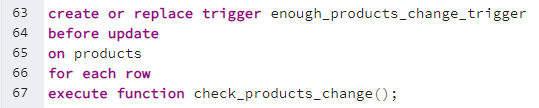 63 create or replace trigger enough_products_change_trigger
64 before update
65 on products
66 for each row
67 execute function check_products_change();